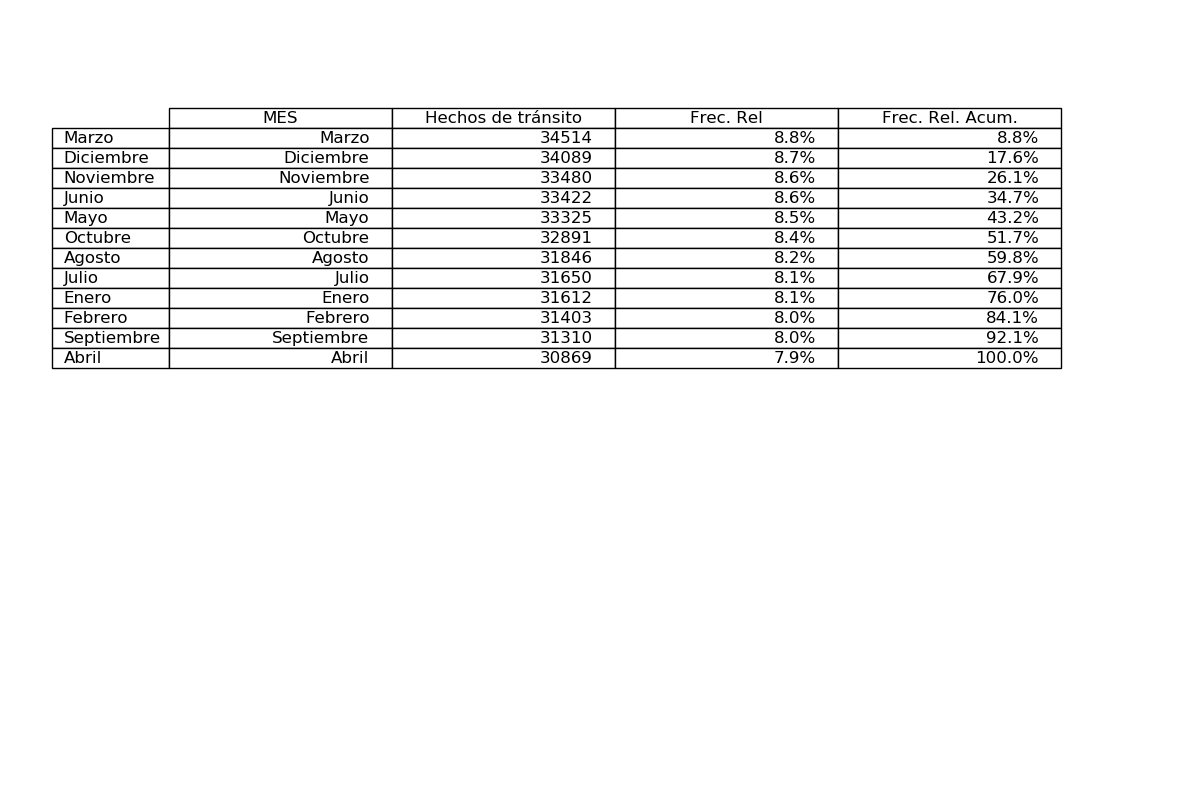 MES Hechos de tránsito Frec. Rel Frec. Rel. Acum.
Marzo Marzo 34514 8.8% 8.8%
Diciembre Diciembre 34089 8.7% 17.6%
Noviembre Noviembre 33480 8.6% 26.1%
Junio Junio 33422 8.6% 34.7%
Mayo Mayo 33325 8.5% 43.2%
Octubre Octubre 32891 8.4% 51.7%
Agosto Agosto 31846 8.2% 59.8%
Julio Julio 31650 8.1% 67.9%
Enero Enero 31612 8.1% 76.0%
Febrero Febrero 31403 8.0% 84.1%
Septiembre Septiembre 31310 8.0% 92.1%
Abril Abril 30869 7.9% 100.0%